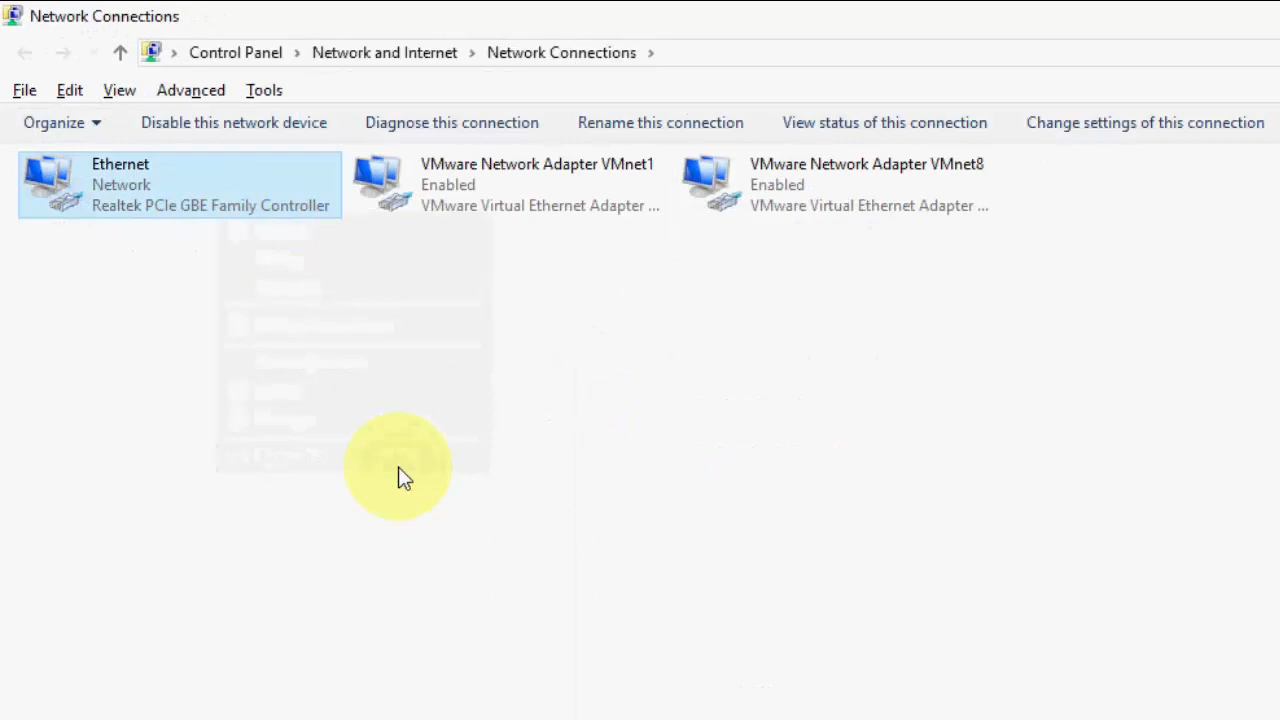 Network Connections
Control Panel > Network and Internet > Network Connections >
File Edit View Advanced Tools
Organize Disable this network device Diagnose this connection Rename this connection View status of this connection Change settings of this connection
Ethernet
Network
Realtek PCIe GBE Family Controller
VMware Network Adapter VMnet1
Enabled
VMware Virtual Ethernet Adapter ...
VMware Network Adapter VMnet8
Enabled
VMware Virtual Ethernet Adapter ...